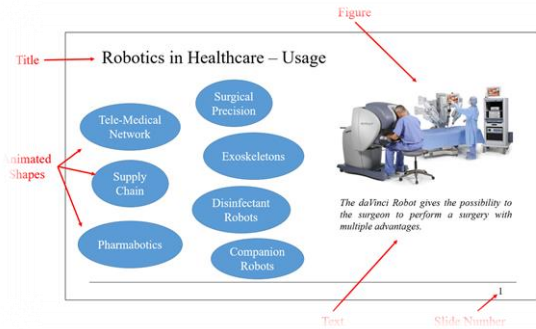 Figure
Title
Robotics in Healthcare – Usage
Surgical
Precision
Tele-Medical
Network
Exoskeletons
Animated
Shapes
Supply
Chain
Disinfectant
Robots
Pharmabotics
Companion
Robots
The daVinci Robot gives the possibility to
the surgeon to perform a surgery with
multiple advantages.
1
Text
Slide Number